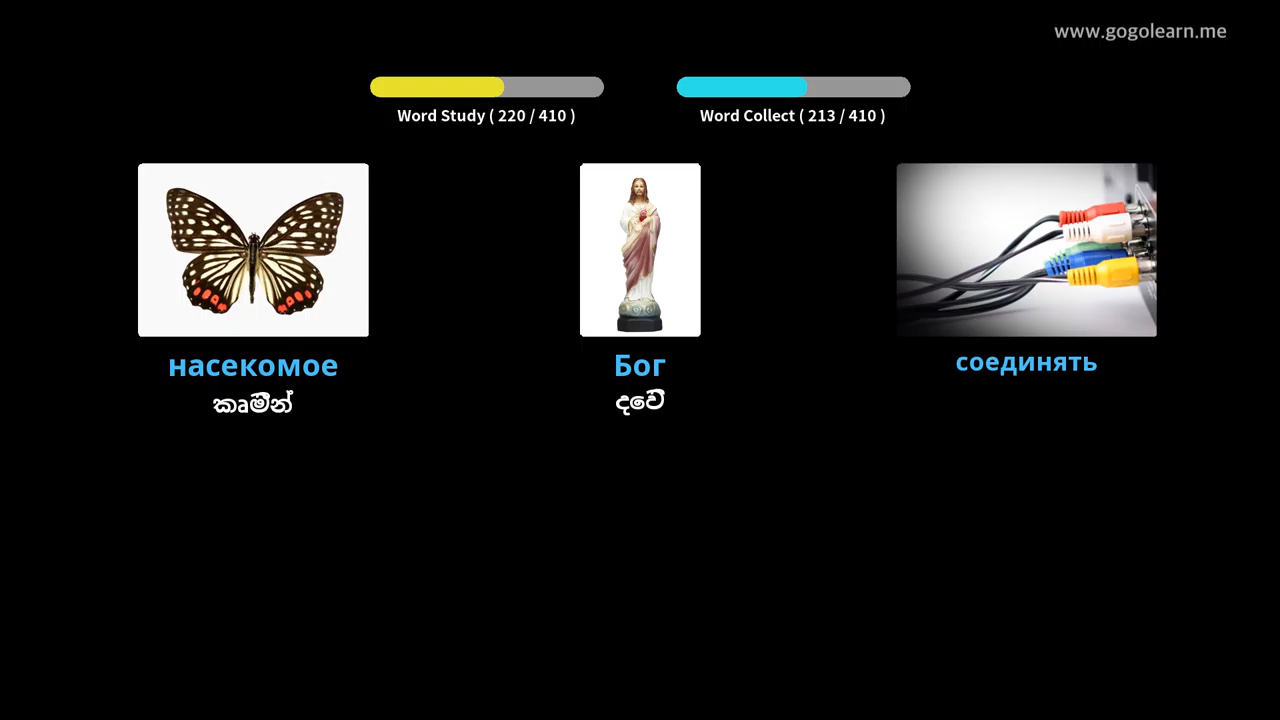 www.gogolearn.me
Word Study ( 220 / 410 )
Word Collect ( 213 / 410 )
насекомое
කෘමීන්
Бог
දෙවි
соединять